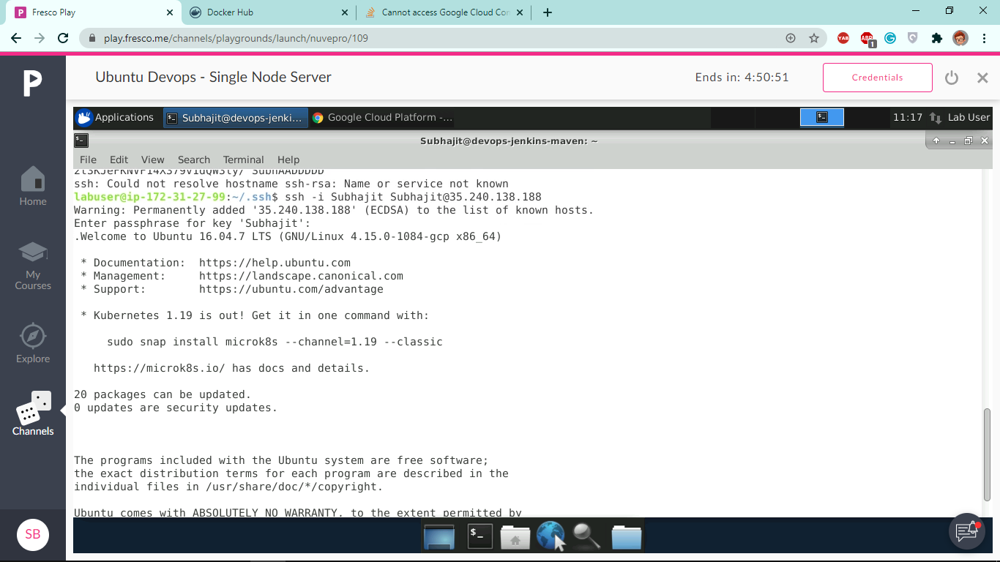 Fresco Play
Docker Hub
Cannot access Google Cloud Con
play.fresco.me/channels/playgrounds/launch/nuvepro/109
YAB
ABP
1
Ubuntu Devops - Single Node Server
Ends in: 4:50:51
Credentials
Applications
Subhajit@devops-jenki...
Google Cloud Platform -...
11:17
Lab User
Subhajit@devops-jenkins-maven: ~
File Edit View Search Terminal Help
ssh: Could not resolve hostname ssh-rsa: Name or service not known
labuser@ip-172-31-27-99:~/.ssh$ ssh -i Subhajit Subhajit@35.240.138.188
Warning: Permanently added '35.240.138.188' (ECDSA) to the list of known hosts.
Enter passphrase for key 'Subhajit':
.Welcome to Ubuntu 16.04.7 LTS (GNU/Linux 4.15.0-1084-gcp x86_64)
* Documentation: https://help.ubuntu.com
* Management: https://landscape.canonical.com
* Support: https://ubuntu.com/advantage
* Kubernetes 1.19 is out! Get it in one command with:
sudo snap install microk8s --channel=1.19 --classic
https://microk8s.io/ has docs and details.
20 packages can be updated.
0 updates are security updates.
The programs included with the Ubuntu system are free software;
the exact distribution terms for each program are described in the
individual files in /usr/share/doc/*/copyright.
Ubuntu comes with ABSOLUTELY NO WARRANTY, to the extent permitted by
Home
My
Courses
Explore
Channels
SB